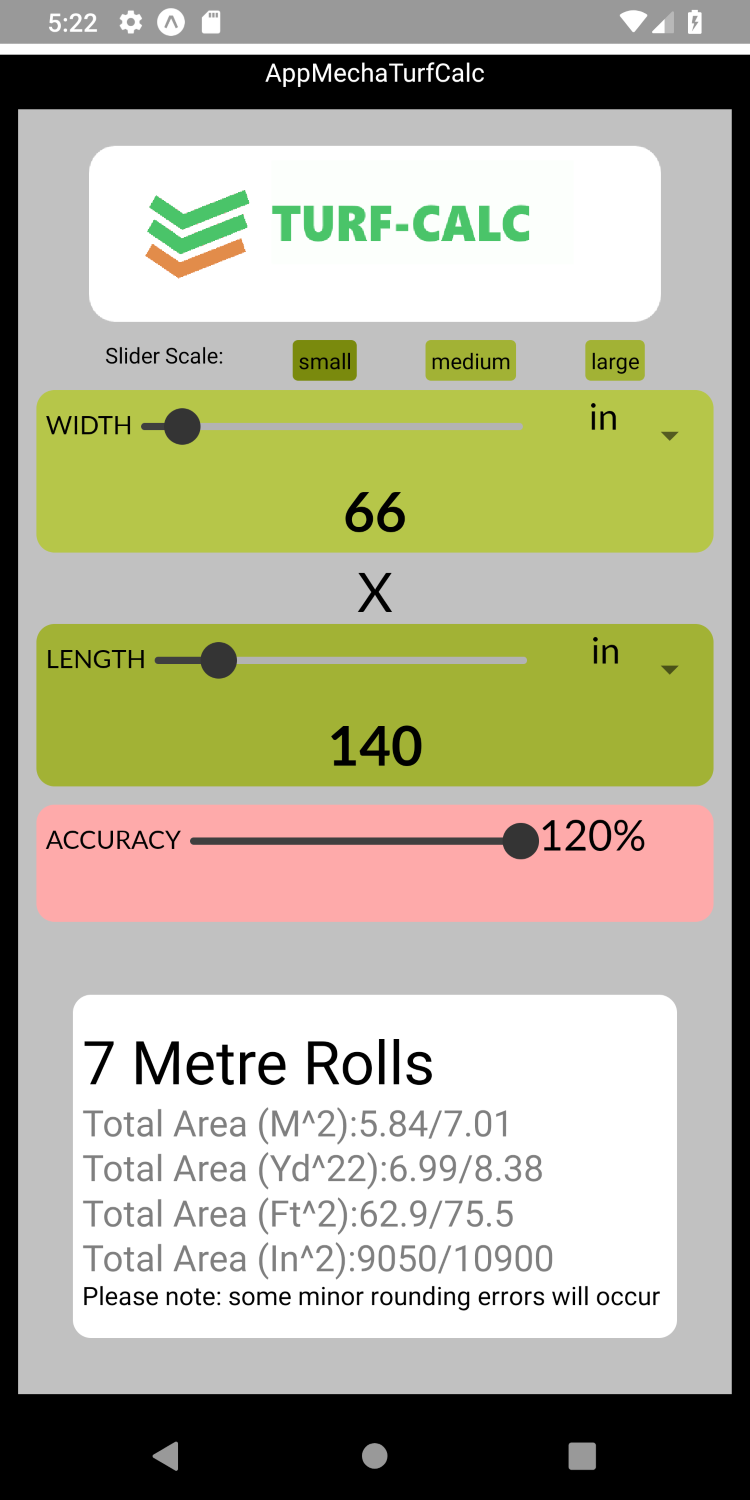 5:22
AppMechaTurfCalc
TURF-CALC
Slider Scale: small medium large
WIDTH in
66
X
LENGTH in
140
ACCURACY 120%
7 Metre Rolls
Total Area (M^2):5.84/7.01
Total Area (Yd^22):6.99/8.38
Total Area (Ft^2):62.9/75.5
Total Area (In^2):9050/10900
Please note: some minor rounding errors will occur